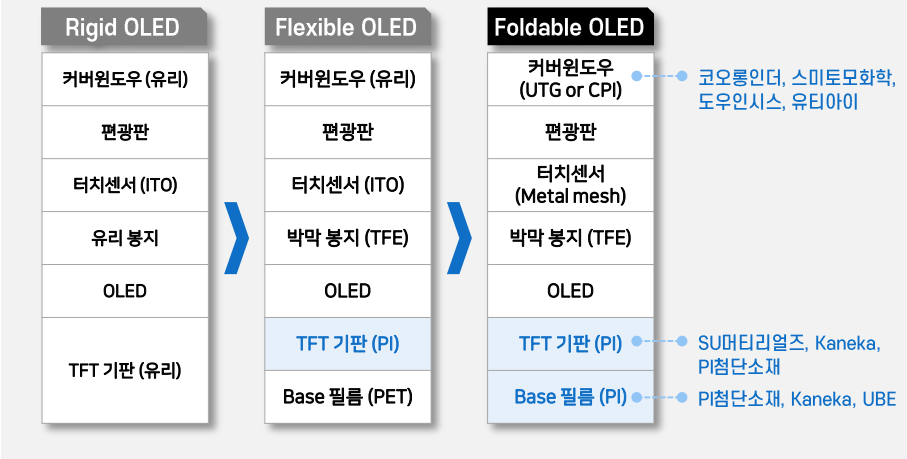 Rigid OLED
커버윈도우 (유리)
편광판
터치센서 (ITO)
유리 봉지
OLED
TFT 기판 (유리)
Flexible OLED
커버윈도우 (유리)
편광판
터치센서 (ITO)
박막 봉지 (TFE)
OLED
TFT 기판 (PI)
Base 필름 (PET)
Foldable OLED
커버윈도우
(UTG or CPI)
편광판
터치센서
(Metal mesh)
박막 봉지 (TFE)
OLED
TFT 기판 (PI)
Base 필름 (PI)
코오롱인더, 스미토모화학,
도우인시스, 유티아이
SU머티리얼즈, Kaneka,
PI첨단소재
PI첨단소재, Kaneka, UBE